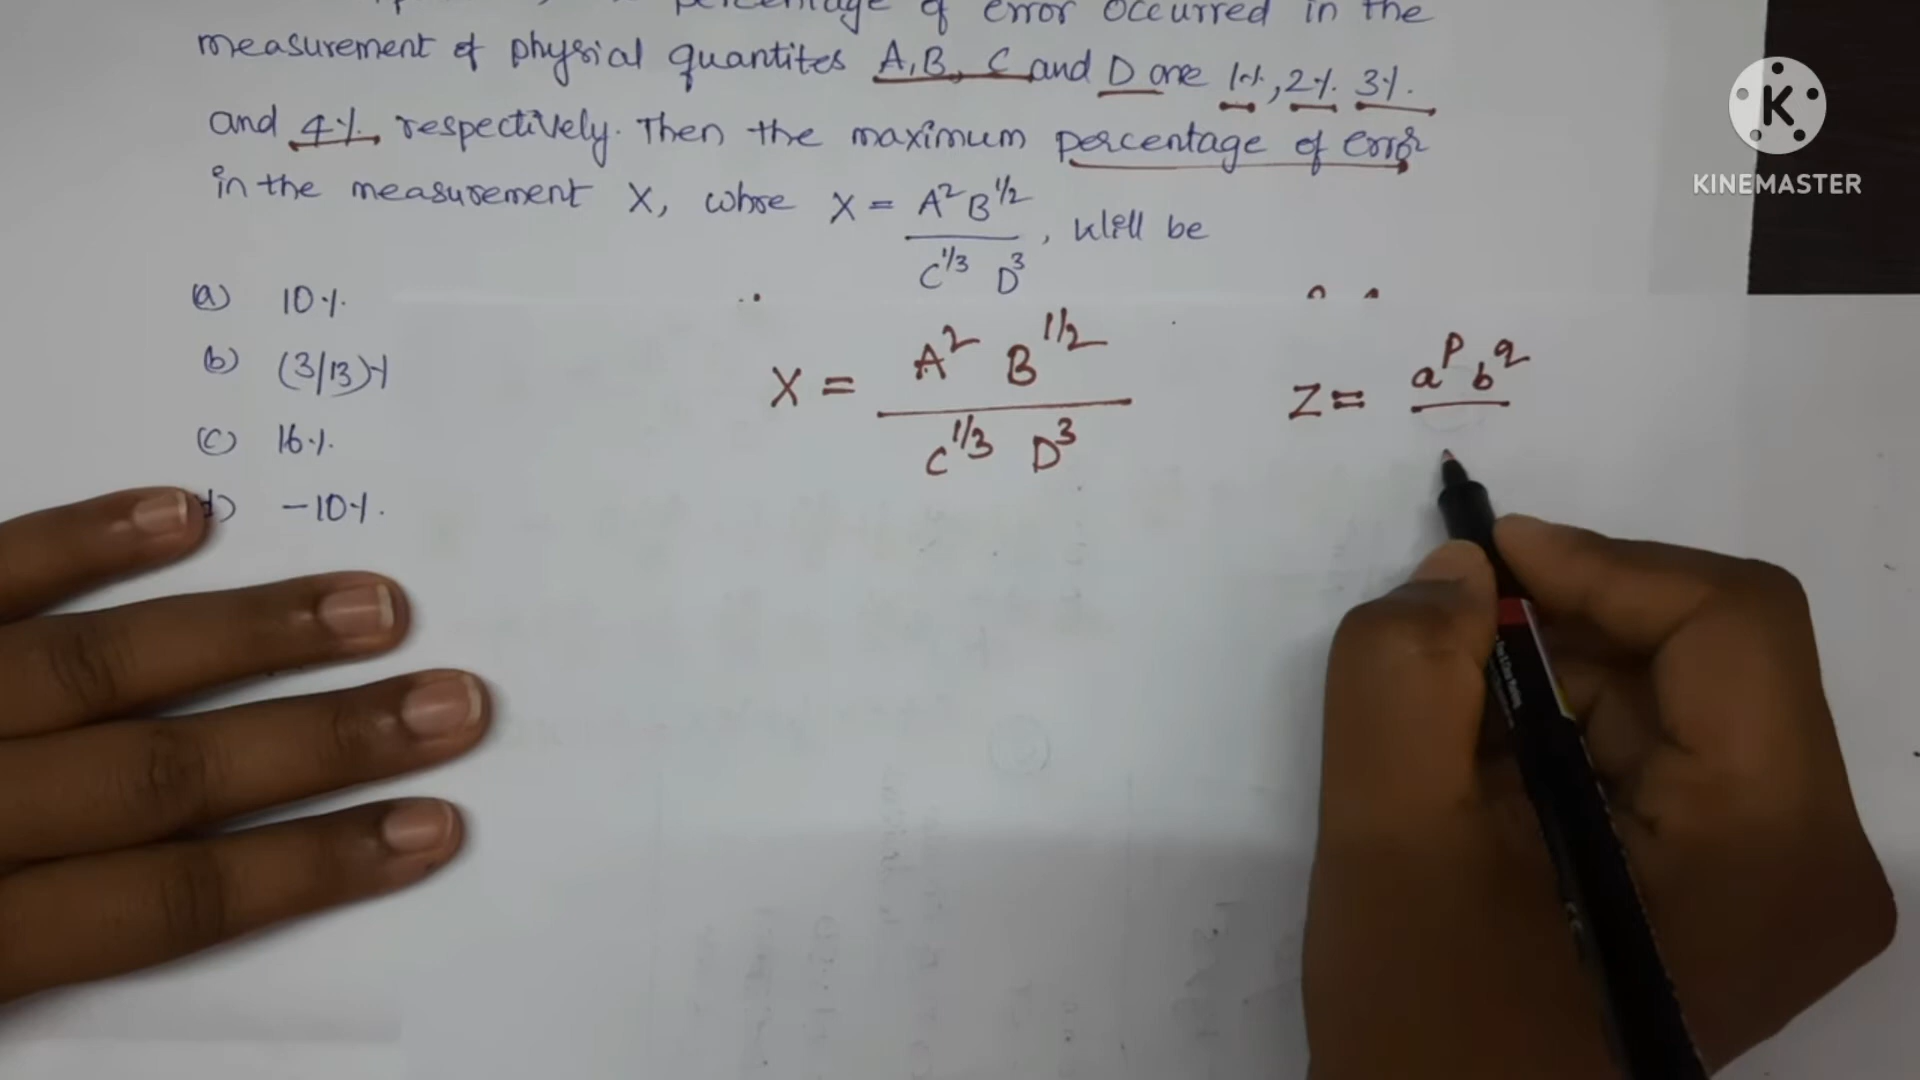 percentage of error occurred in the
measurement of physical quantites A, B, C and D are 1%, 2%. 3%.
and 4%. respectively. Then the maximum percentage of error
in the measurement X, whose X = A² B^1/2 / C^1/3 D³, will be
(a) 10%.
(b) (3/13)%
(c) 16%.
d) -10%.
X = A² B^1/2 / C^1/3 D³
Z = a^p b^q
K
KINEMASTER